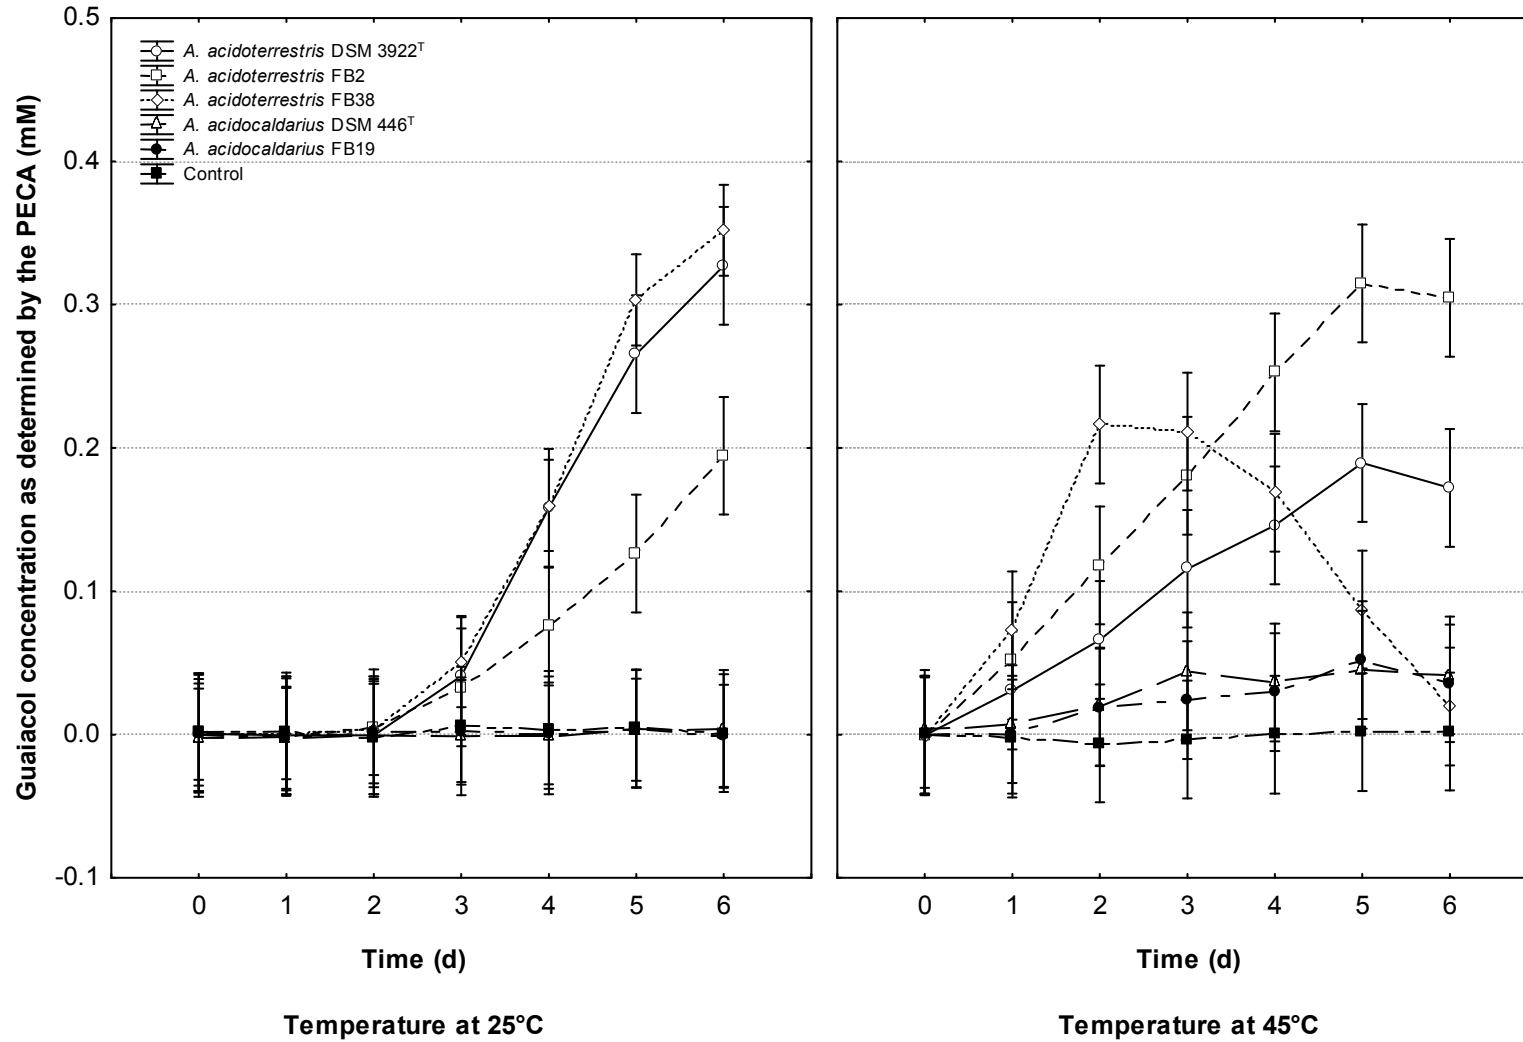 Guaiacol concentration as determined by the PECA (mM)
0.5
0.4
0.3
0.2
0.1
0.0
-0.1
A. acidoterrestris DSM 3922ᵀ
A. acidoterrestris FB2
A. acidoterrestris FB38
A. acidocaldarius DSM 446ᵀ
A. acidocaldarius FB19
Control
0 1 2 3 4 5 6
Time (d)
Temperature at 25°C
0 1 2 3 4 5 6
Time (d)
Temperature at 45°C